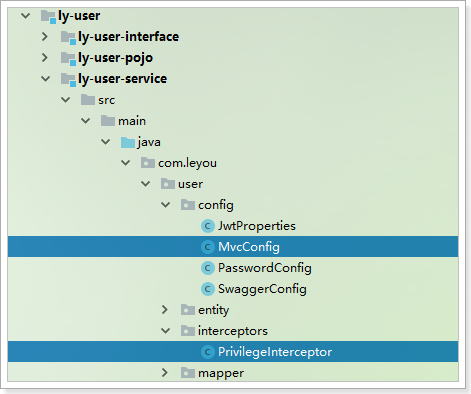 ly-user
ly-user-interface
ly-user-pojo
ly-user-service
src
main
java
com.leyou
user
config
JwtProperties
MvcConfig
PasswordConfig
SwaggerConfig
entity
interceptors
PrivilegeInterceptor
mapper